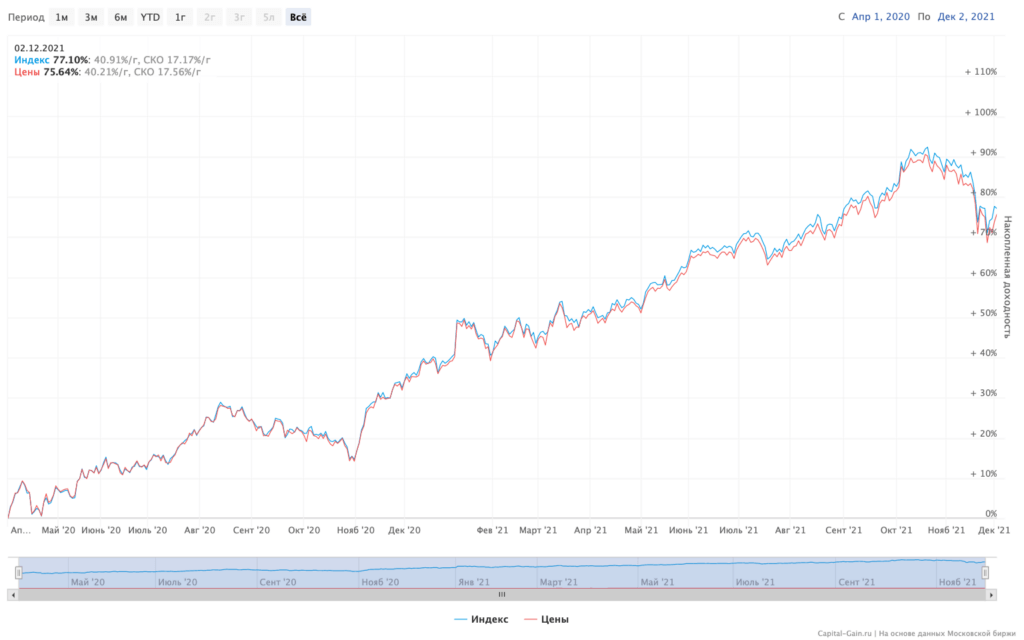 Период 1м 3м 6м YTD 1г 2г 3г 5л Всё С Апр 1, 2020 По Дек 2, 2021
02.12.2021
Индекс 77.10%: 40.91%/г, СКО 17.17%/г
Цены 75.64%: 40.21%/г, СКО 17.56%/г
+ 110%
+ 100%
+ 90%
+ 80%
+ 70%
+ 60%
+ 50%
+ 40%
+ 30%
+ 20%
+ 10%
0%
Накопленная доходность
Ап... Май '20 Июнь '20 Июль '20 Авг '20 Сент '20 Окт '20 Нояб '20 Дек '20 Фев '21 Март '21 Апр '21 Май '21 Июнь '21 Июль '21 Авг '21 Сент '21 Окт '21 Нояб '21 Дек '21
Май '20 Июль '20 Сент '20 Нояб '20 Янв '21 Март '21 Май '21 Июль '21 Сент '21 Нояб '21
Индекс Цены
Capital-Gain.ru | На основе данных Московской биржи